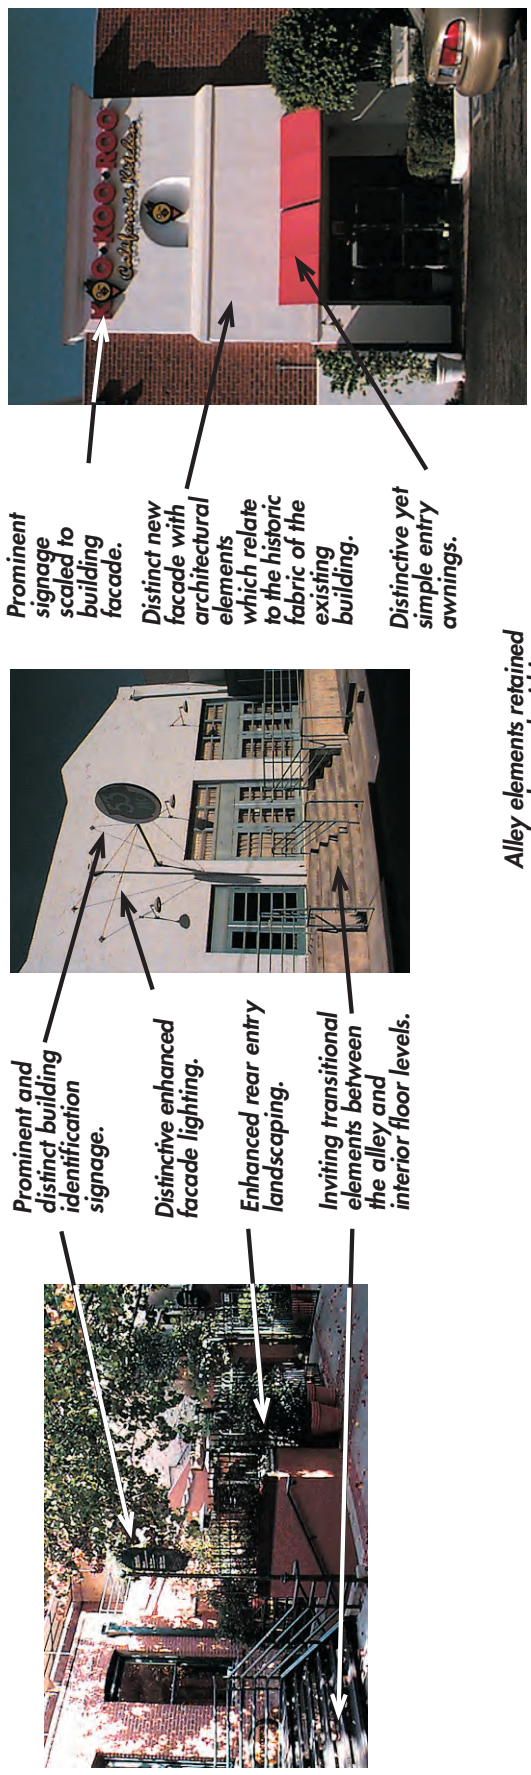 Prominent and
distinct building
identification
signage.
Distinctive enhanced
facade lighting.
Enhanced rear entry
landscaping.
Inviting transitional
elements between
the alley and
interior floor levels.
Prominent
signage
scaled to
building
facade.
Distinct new
facade with
architectural
elements
which relate
to the historic
fabric of the
existing
building.
Distinctive yet
simple entry
awnings.
KOO•KOO•ROO
California Kitchen
Alley elements retained